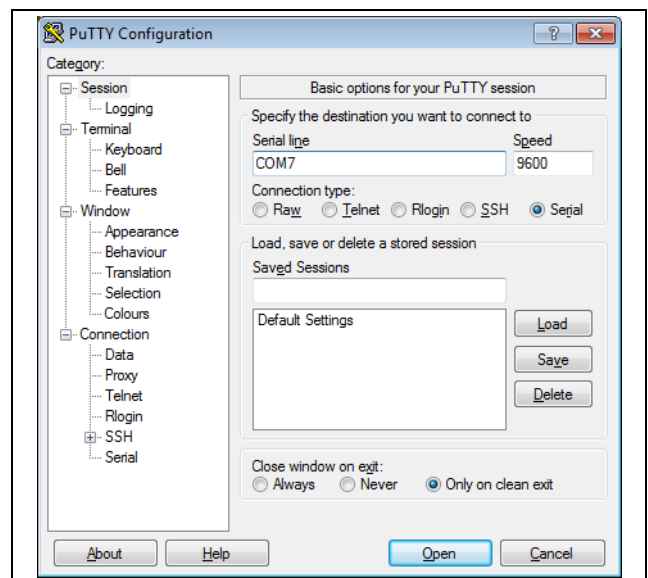 PuTTY Configuration
Category:
Session
Logging
Terminal
Keyboard
Bell
Features
Window
Appearance
Behaviour
Translation
Selection
Colours
Connection
Data
Proxy
Telnet
Rlogin
SSH
Serial
Basic options for your PuTTY session
Specify the destination you want to connect to
Serial line Speed
COM7 9600
Connection type:
Raw Telnet Rlogin SSH Serial
Load, save or delete a stored session
Saved Sessions
Default Settings
Load
Save
Delete
Close window on exit:
Always Never Only on clean exit
About Help Open Cancel